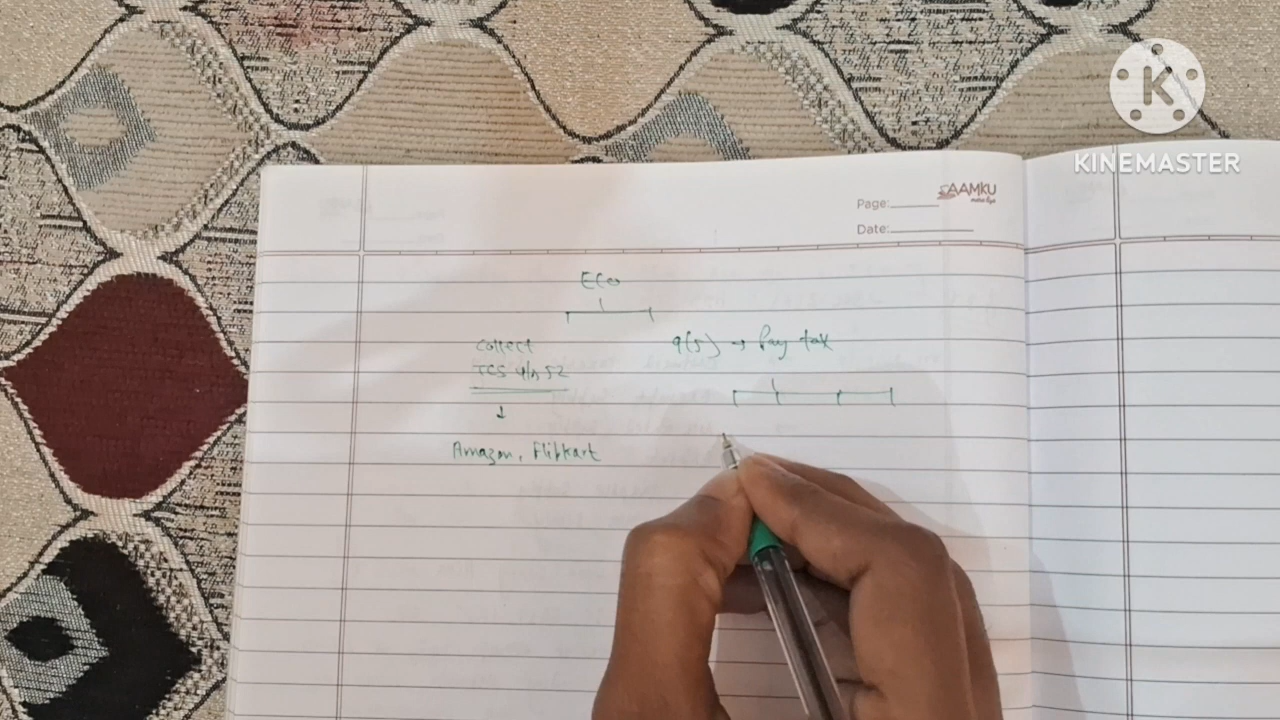 KINEMASTER
AAMKU
Page:
Date:
ECO
collect
TCS u/s 52
9(5) → Pay tax
Amazon, Flipkart